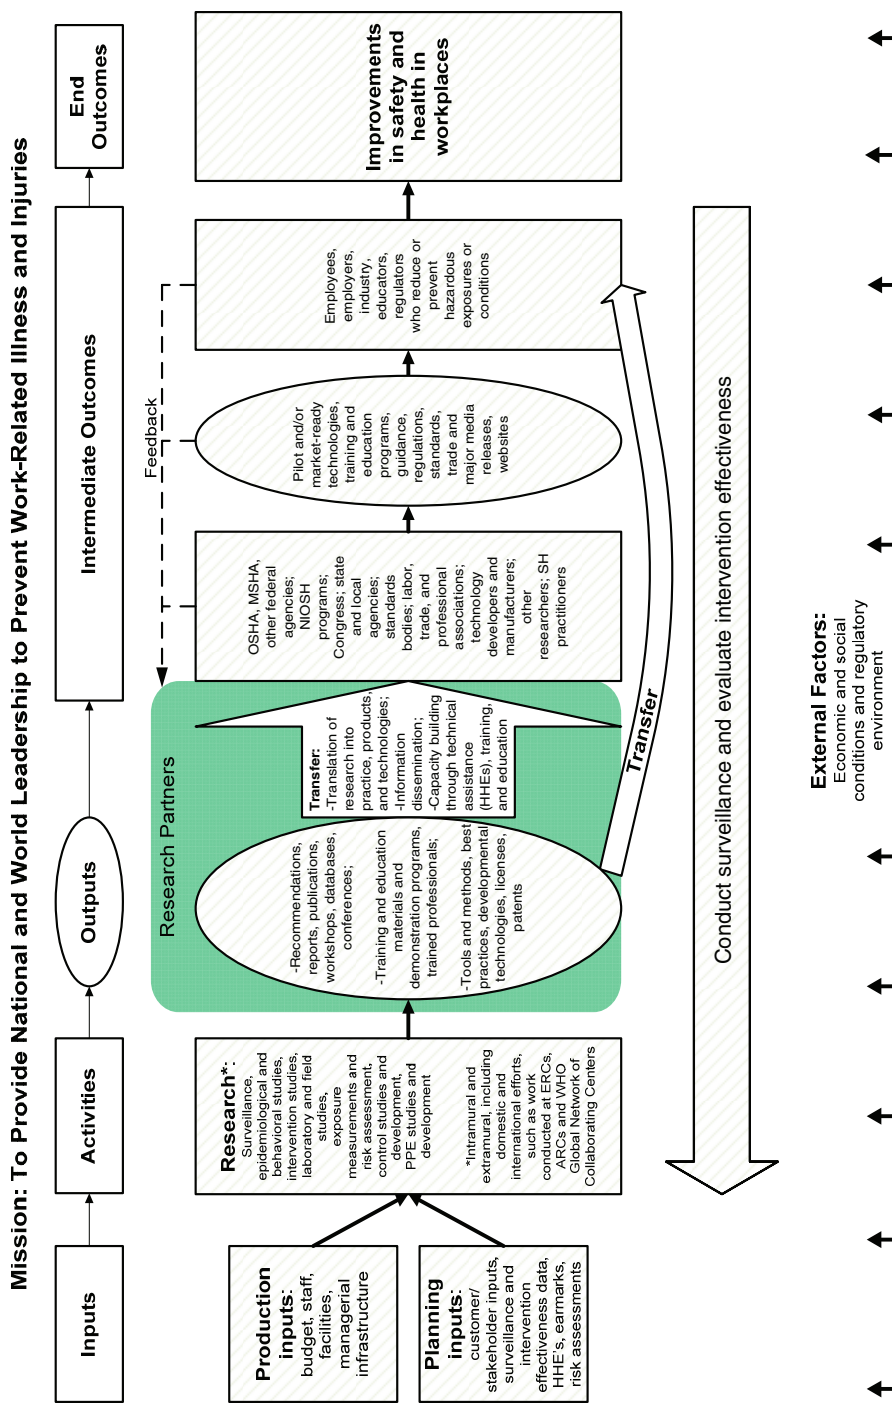 Mission: To Provide National and World Leadership to Prevent Work-Related Illness and Injuries
Inputs
Activities
Outputs
Intermediate Outcomes
End
Outcomes
Production
inputs:
budget, staff,
facilities,
managerial
infrastructure
Planning
inputs:
customer/
stakeholder inputs,
surveillance and
intervention
effectiveness data,
HHE's, earmarks,
risk assessments
Research*:
Surveillance,
epidemiological and
behavioral studies,
intervention studies,
laboratory and field
studies,
exposure
measurements and
risk assessment,
control studies and
development,
PPE studies and
development
*Intramural and
extramural, including
domestic and
international efforts,
such as work
conducted at ERCs,
ARCs and WHO
Global Network of
Collaborating Centers
Research Partners
-Recommendations,
reports, publications,
workshops, databases,
conferences;
-Training and education
materials and
demonstration programs,
trained professionals;
-Tools and methods, best
practices, developmental
technologies, licenses,
patents
Transfer:
-Translation of
research into
practice, products,
and technologies;
-Information
dissemination;
-Capacity building
through technical
assistance
(HHEs), training,
and education
Feedback
OSHA, MSHA,
other federal
agencies;
NIOSH
programs;
Congress; state
and local
agencies;
standards
bodies; labor,
trade, and
professional
associations;
technology
developers and
manufacturers;
other
researchers; SH
practitioners
Pilot and/or
market-ready
technologies,
training and
education
programs,
guidance,
regulations,
standards,
trade and
major media
releases,
websites
Employees,
employers,
industry,
educators,
regulators
who reduce or
prevent
hazardous
exposures or
conditions
Improvements
in safety and
health in
workplaces
Transfer
Conduct surveillance and evaluate intervention effectiveness
External Factors:
Economic and social
conditions and regulatory
environment